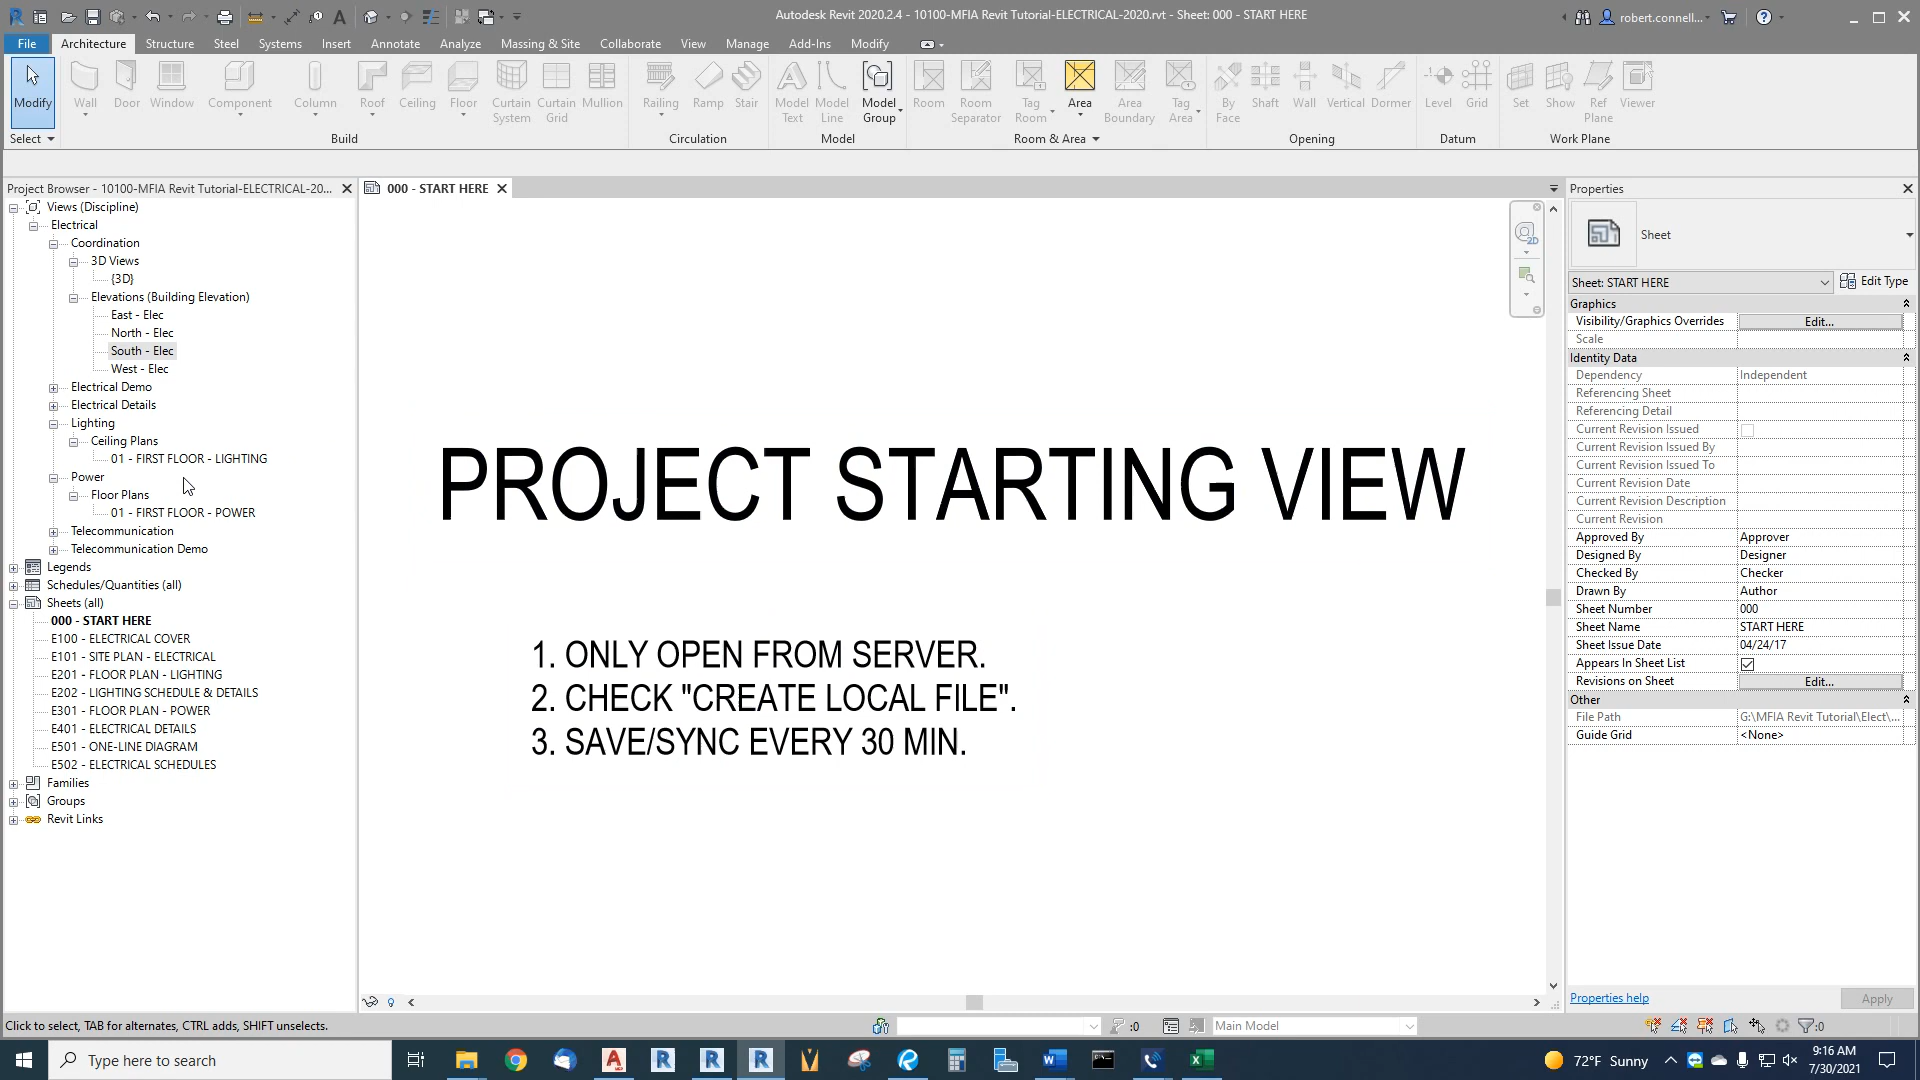 Autodesk Revit 2020.2.4 - 10100-MFIA Revit Tutorial-ELECTRICAL-2020.rvt - Sheet: 000 - START HERE
robert.connell...
File Architecture Structure Steel Systems Insert Annotate Analyze Massing & Site Collaborate View Manage Add-Ins Modify
Modify Wall Door Window Component Column Roof Ceiling Floor Curtain System Curtain Grid Mullion Railing Ramp Stair Model Text Model Line Model Group Room Room Separator Tag Room Area Area Boundary Tag Area By Face Shaft Wall Vertical Dormer Level Grid Set Show Ref Plane Viewer
Select Build Circulation Model Room & Area Opening Datum Work Plane
Project Browser - 10100-MFIA Revit Tutorial-ELECTRICAL-20...
Views (Discipline)
Electrical
Coordination
3D Views
{3D}
Elevations (Building Elevation)
East - Elec
North - Elec
South - Elec
West - Elec
Electrical Demo
Electrical Details
Lighting
Ceiling Plans
01 - FIRST FLOOR - LIGHTING
Power
Floor Plans
01 - FIRST FLOOR - POWER
Telecommunication
Telecommunication Demo
Legends
Schedules/Quantities (all)
Sheets (all)
000 - START HERE
E100 - ELECTRICAL COVER
E101 - SITE PLAN - ELECTRICAL
E201 - FLOOR PLAN - LIGHTING
E202 - LIGHTING SCHEDULE & DETAILS
E301 - FLOOR PLAN - POWER
E401 - ELECTRICAL DETAILS
E501 - ONE-LINE DIAGRAM
E502 - ELECTRICAL SCHEDULES
Families
Groups
Revit Links
000 - START HERE
2D
PROJECT STARTING VIEW
1. ONLY OPEN FROM SERVER.
2. CHECK "CREATE LOCAL FILE".
3. SAVE/SYNC EVERY 30 MIN.
Properties
Sheet
Sheet: START HERE Edit Type
Graphics
Visibility/Graphics Overrides Edit...
Scale
Identity Data
Dependency Independent
Referencing Sheet
Referencing Detail
Current Revision Issued
Current Revision Issued By
Current Revision Issued To
Current Revision Date
Current Revision Description
Current Revision
Approved By Approver
Designed By Designer
Checked By Checker
Drawn By Author
Sheet Number 000
Sheet Name START HERE
Sheet Issue Date 04/24/17
Appears In Sheet List
Revisions on Sheet Edit...
Other
File Path G:\MFIA Revit Tutorial\Elect\...
Guide Grid <None>
Properties help Apply
Click to select, TAB for alternates, CTRL adds, SHIFT unselects.
:0 Main Model :0
Type here to search
72°F Sunny
9:16 AM
7/30/2021